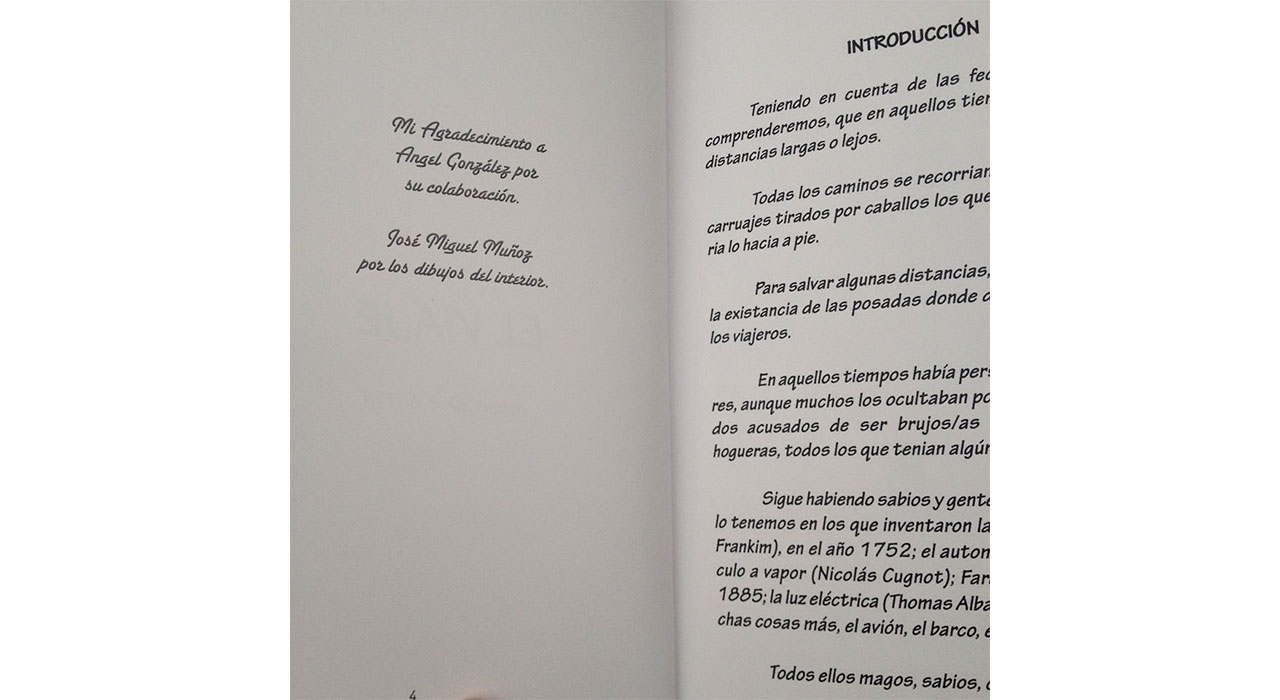 Mi Agradecimiento a
Angel González por
su colaboración.
José Miguel Muñoz
por los dibujos del interior.
4
INTRODUCCIÓN
Teniendo en cuenta de las
comprenderemos, que en aquellos
distancias largas o lejos.
Todas los caminos se recorrian
carruajes tirados por caballos los que
ria lo hacia a pie.
Para salvar algunas distancias,
la existancia de las posadas donde
los viajeros.
En aquellos tiempos había
res, aunque muchos los ocultaban
dos acusados de ser brujos/as
hogueras, todos los que tenian
Sigue habiendo sabios y
lo tenemos en los que inventaron la
Frankim), en el año 1752; el
culo a vapor (Nicolás Cugnot);
1885; la luz eléctrica (Thomas
chas cosas más, el avión, el barco,
Todos ellos magos, sabios,